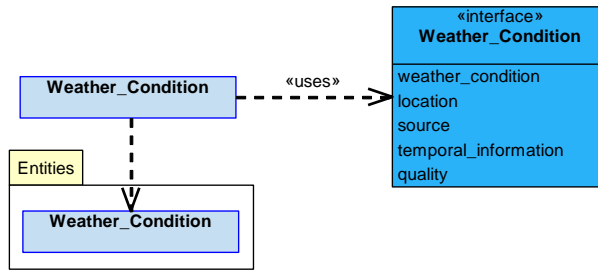 «interface»
Weather_Condition
Weather_Condition
«uses»
weather_condition
location
source
temporal_information
quality
Entities
Weather_Condition